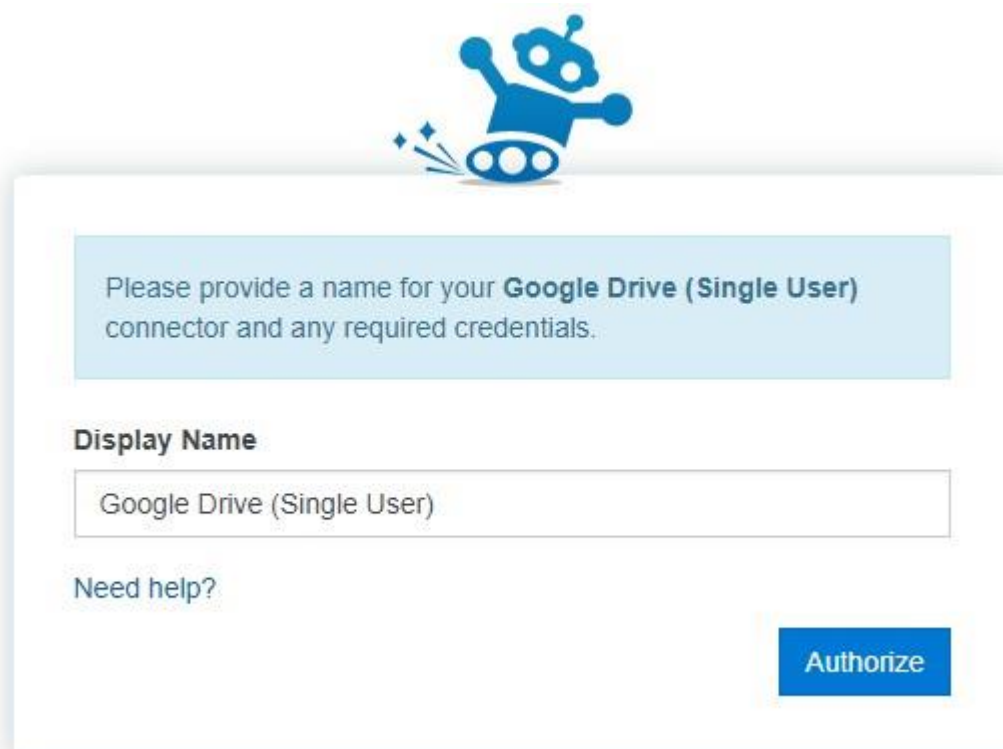 Please provide a name for your Google Drive (Single User)
connector and any required credentials.
Display Name
Google Drive (Single User)
Need help?
Authorize